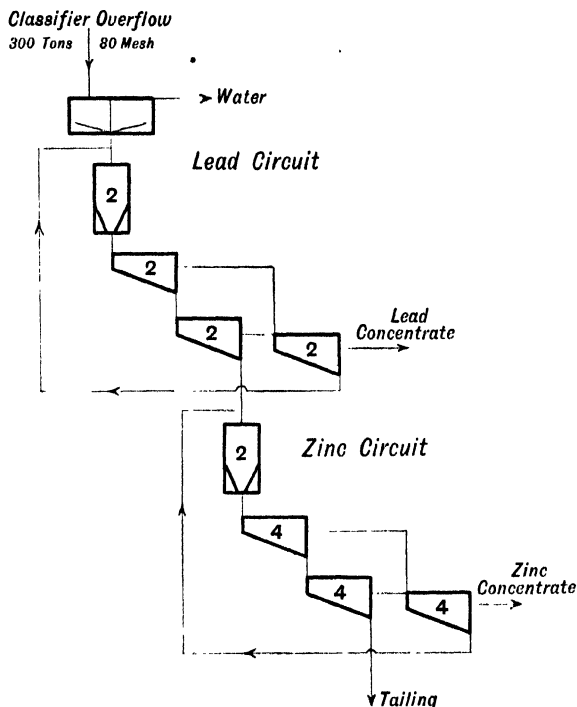 Classifier Overflow
300 Tons 80 Mesh
Water
Lead Circuit
2
2
2
2
Lead
Concentrate
2
Zinc Circuit
4
4
4
Zinc
Concentrate
Tailing